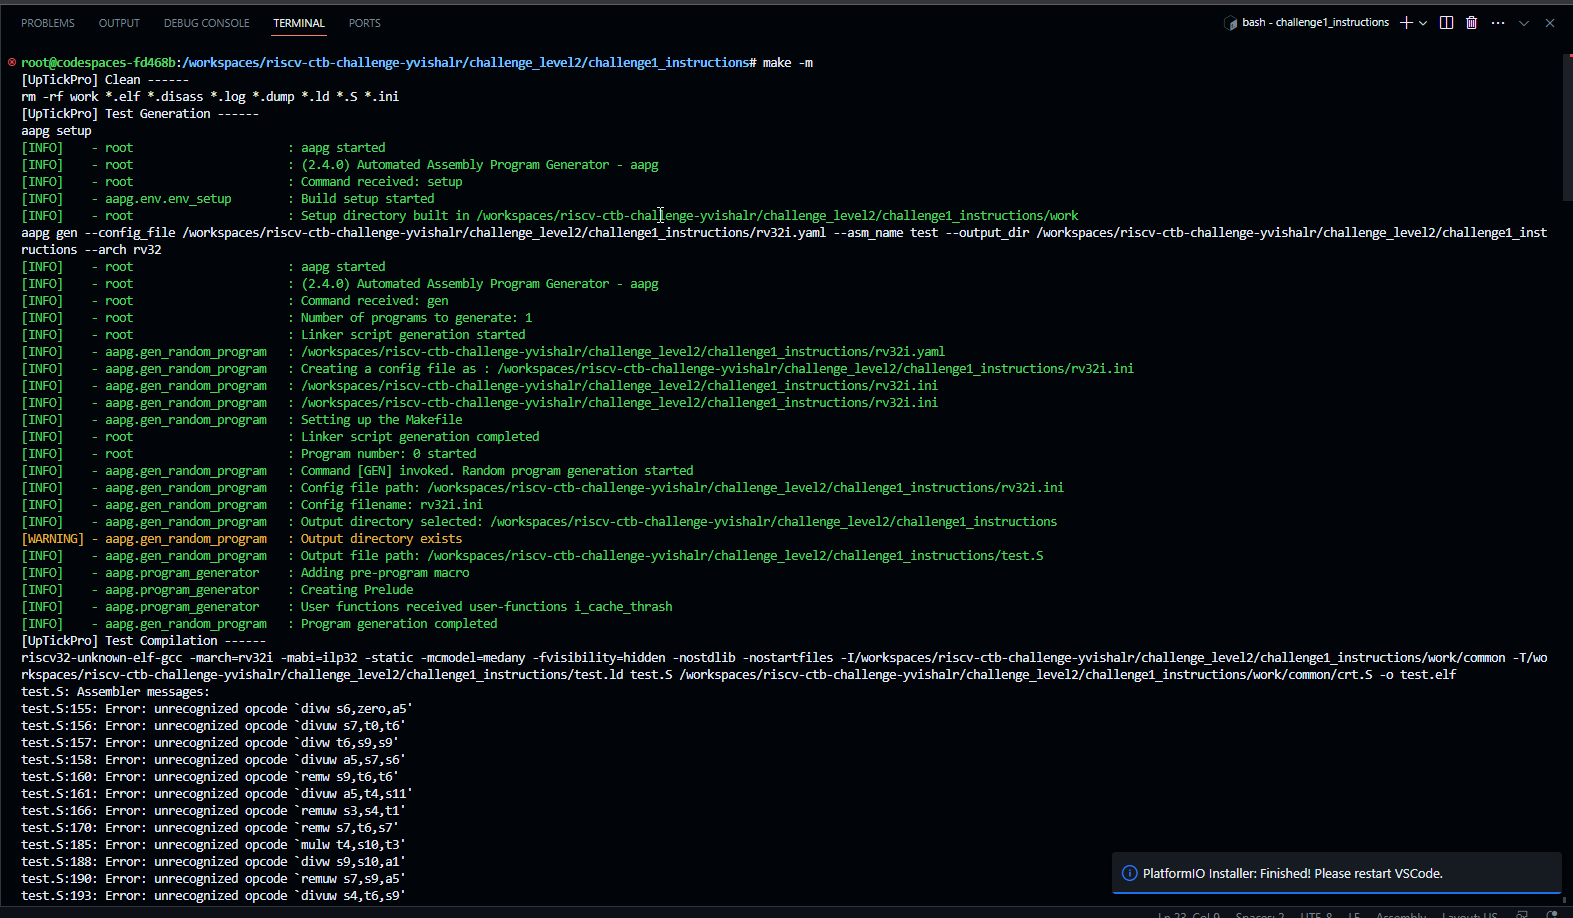 PROBLEMS OUTPUT DEBUG CONSOLE TERMINAL PORTS bash - challenge1_instructions
root@codespaces-fd468b:/workspaces/riscv-ctb-challenge-yvishalr/challenge_level2/challenge1_instructions# make -m
[UpTickPro] Clean ------
rm -rf work *.elf *.disass *.log *.dump *.ld *.S *.ini
[UpTickPro] Test Generation ------
aapg setup
[INFO] - root : aapg started
[INFO] - root : (2.4.0) Automated Assembly Program Generator - aapg
[INFO] - root : Command received: setup
[INFO] - aapg.env.env_setup : Build setup started
[INFO] - root : Setup directory built in /workspaces/riscv-ctb-challenge-yvishalr/challenge_level2/challenge1_instructions/work
aapg gen --config_file /workspaces/riscv-ctb-challenge-yvishalr/challenge_level2/challenge1_instructions/rv32i.yaml --asm_name test --output_dir /workspaces/riscv-ctb-challenge-yvishalr/challenge_level2/challenge1_inst
ructions --arch rv32
[INFO] - root : aapg started
[INFO] - root : (2.4.0) Automated Assembly Program Generator - aapg
[INFO] - root : Command received: gen
[INFO] - root : Number of programs to generate: 1
[INFO] - root : Linker script generation started
[INFO] - aapg.gen_random_program : /workspaces/riscv-ctb-challenge-yvishalr/challenge_level2/challenge1_instructions/rv32i.yaml
[INFO] - aapg.gen_random_program : Creating a config file as : /workspaces/riscv-ctb-challenge-yvishalr/challenge_level2/challenge1_instructions/rv32i.ini
[INFO] - aapg.gen_random_program : /workspaces/riscv-ctb-challenge-yvishalr/challenge_level2/challenge1_instructions/rv32i.ini
[INFO] - aapg.gen_random_program : /workspaces/riscv-ctb-challenge-yvishalr/challenge_level2/challenge1_instructions/rv32i.ini
[INFO] - aapg.gen_random_program : Setting up the Makefile
[INFO] - root : Linker script generation completed
[INFO] - root : Program number: 0 started
[INFO] - aapg.gen_random_program : Command [GEN] invoked. Random program generation started
[INFO] - aapg.gen_random_program : Config file path: /workspaces/riscv-ctb-challenge-yvishalr/challenge_level2/challenge1_instructions/rv32i.ini
[INFO] - aapg.gen_random_program : Config filename: rv32i.ini
[INFO] - aapg.gen_random_program : Output directory selected: /workspaces/riscv-ctb-challenge-yvishalr/challenge_level2/challenge1_instructions
[WARNING] - aapg.gen_random_program : Output directory exists
[INFO] - aapg.gen_random_program : Output file path: /workspaces/riscv-ctb-challenge-yvishalr/challenge_level2/challenge1_instructions/test.S
[INFO] - aapg.program_generator : Adding pre-program macro
[INFO] - aapg.program_generator : Creating Prelude
[INFO] - aapg.program_generator : User functions received user-functions i_cache_thrash
[INFO] - aapg.gen_random_program : Program generation completed
[UpTickPro] Test Compilation ------
riscv32-unknown-elf-gcc -march=rv32i -mabi=ilp32 -static -mcmodel=medany -fvisibility=hidden -nostdlib -nostartfiles -I/workspaces/riscv-ctb-challenge-yvishalr/challenge_level2/challenge1_instructions/work/common -T/wo
rkspaces/riscv-ctb-challenge-yvishalr/challenge_level2/challenge1_instructions/test.ld test.S /workspaces/riscv-ctb-challenge-yvishalr/challenge_level2/challenge1_instructions/work/common/crt.S -o test.elf
test.S: Assembler messages:
test.S:155: Error: unrecognized opcode `divw s6,zero,a5'
test.S:156: Error: unrecognized opcode `divuw s7,t0,t6'
test.S:157: Error: unrecognized opcode `divw t6,s9,s9'
test.S:158: Error: unrecognized opcode `divuw a5,s7,s6'
test.S:160: Error: unrecognized opcode `remw s9,t6,t6'
test.S:161: Error: unrecognized opcode `divuw a5,t4,s11'
test.S:166: Error: unrecognized opcode `remuw s3,s4,t1'
test.S:170: Error: unrecognized opcode `remw s7,t6,s7'
test.S:185: Error: unrecognized opcode `mulw t4,s10,t3'
test.S:188: Error: unrecognized opcode `divw s9,s10,a1'
test.S:190: Error: unrecognized opcode `remuw s7,s9,a5'
test.S:193: Error: unrecognized opcode `divuw s4,t6,s9'
PlatformIO Installer: Finished! Please restart VSCode.
Ln 23, Col 9 Spaces: 2 UTF-8 LF Assembly Layout: US